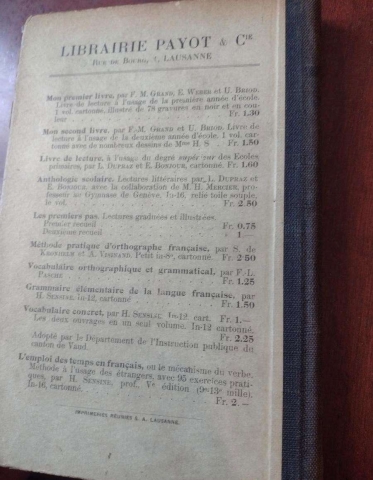 LIBRAIRIE PAYOT & Cie
RUE DE BOURG, 1, LAUSANNE
Mon premier livre, par F. M. GRAND, E. WEBER et U. BRIOD.
Livre de lecture à l'usage de la première année d'école.
1 vol. cartonné, illustré de 78 gravures en noir et en cou-
leur Fr. 1.30
Mon second livre, par F.-M. GRAND et U. BRIOD. Livre de
lecture à l'usage de la deuxième année d'école. 1 vol. car-
tonné avec de nombreux dessins de Mme H. S. Fr. 1.50
Livre de lecture, à l'usage du degré des Ecoles
primaires, par L. DUPRAZ et E. BONJOUR, cartonné. Fr. 1.60
Anthologie scolaire. Lectures littéraires par L. DUPRAZ et
E. BONJOUR, avec la collaboration de M. H. MERCIER, pro-
fesseur au Gymnase de Genève. In-16, relié toile souple,
le vol. Fr. 2.50
Les premiers pas. Lectures graduées et illustrées.
Premier recueil Fr. 0.75
Deuxième recueil » 1.—
Méthode pratique d'orthographe française, par S. de
et A. VIGNAND. Petit in-8°, cartonné. Fr. 2 50
Vocabulaire orthographique et grammatical, par F.-L.
PASCHE Fr. 1.25
Grammaire élémentaire de la langue française, par
H. SENSINE. In-12, cartonné Fr. 1.50
Vocabulaire concret, par H. SENSINE. In-12, cart. Fr. 1.—
Les deux ouvrages en un seul volume. In-12 cartonné.
Fr. 2.25
Adopté par le Département de l'Instruction publique du
canton de Vaud.
L'emploi des temps en français, ou le mécanisme du verbe.
Méthode à l'usage des étrangers, avec 95 exercices prati-
ques, par H. SENSINE, prof. Ve édition (9e-13e mille).
In-16, cartonné. Fr. 2.—
IMPRIMERIES RÉUNIES S. A. LAUSANNE.